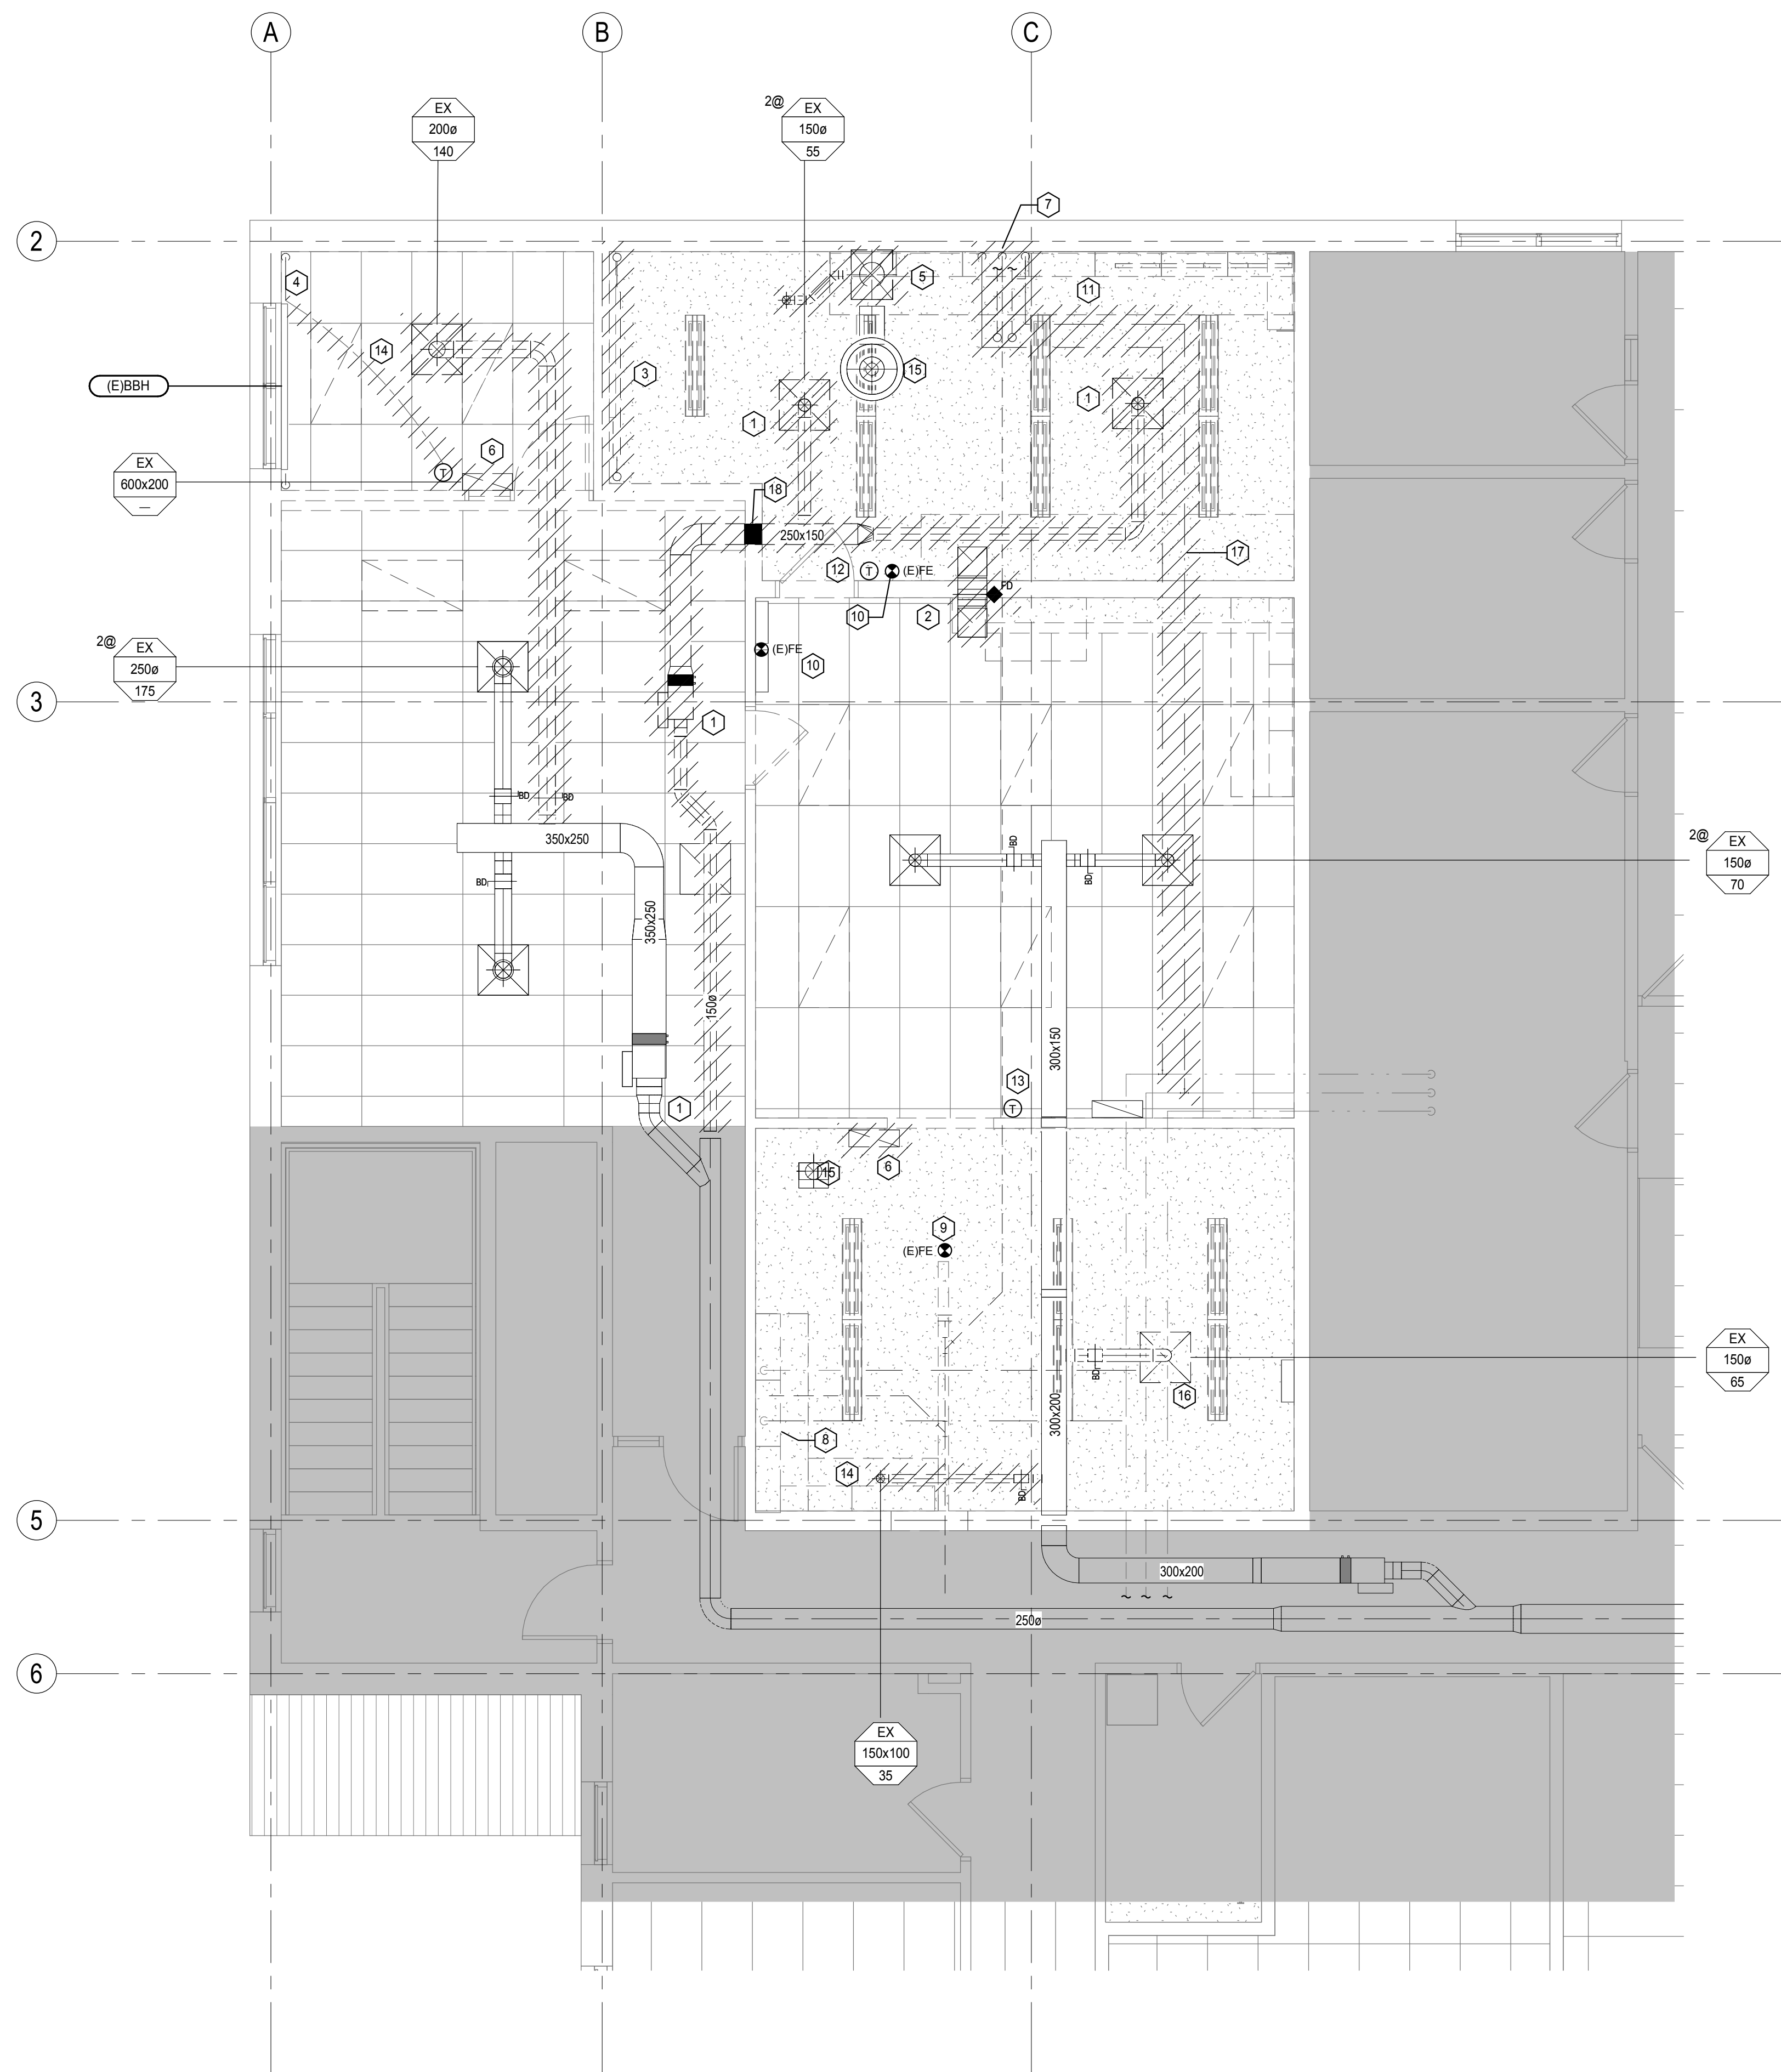 A
B
C
EX
200ø
140
2@
EX
150ø
55
7
2
4
5
11
14
3
15
(E)BBH
1
1
6
T
EX
600x200
—
18
250x150
17
12
T
(E)FE
FD
10
2
2@
EX
250ø
175
(E)FE
10
3
1
BD
BD
350x250
BD
2@
EX
150ø
70
BD
BD
350x250
150ø
300x150
13
T
1
15
6
9
(E)FE
EX
150ø
65
BD
16
300x200
8
14
BD
5
300x200
250ø
6
EX
150x100
35